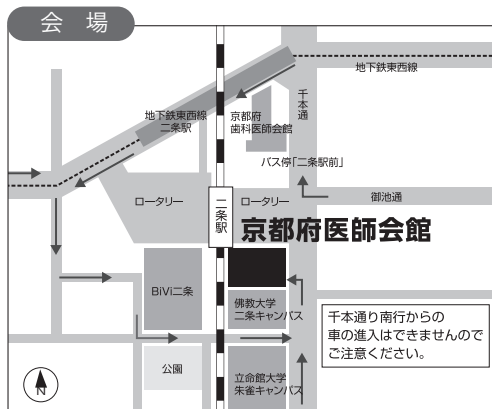 会 場
地下鉄東西線
千本通
地下鉄東西線
二条駅
京都府
歯科医師会館
バス停「二条駅前」
ロータリー
二条駅
ロータリー
御池通
京都府医師会館
BiVi二条
佛教大学
二条キャンパス
千本通り南行からの
車の進入はできませんので
ご注意ください。
公園
立命館大学
朱雀キャンパス
N